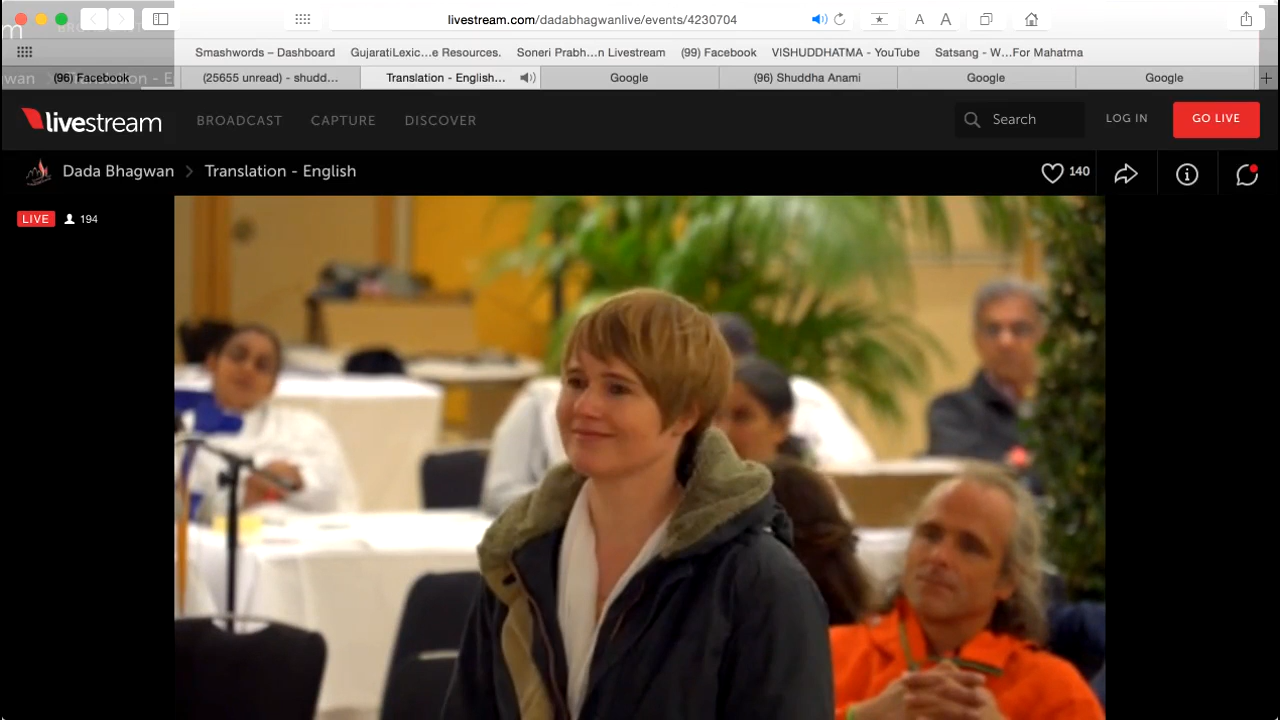 livestream.com/dadabhagwanlive/events/4230704
A A
Smashwords – Dashboard GujaratiLexic...e Resources. Soneri Prabh...n Livestream (99) Facebook VISHUDDHATMA - YouTube Satsang - W...For Mahatma
(96) Facebook (25655 unread) - shudd... Translation - English... Google (96) Shuddha Anami Google Google
livestream BROADCAST CAPTURE DISCOVER Search LOG IN GO LIVE
Dada Bhagwan Translation - English 140
LIVE 194